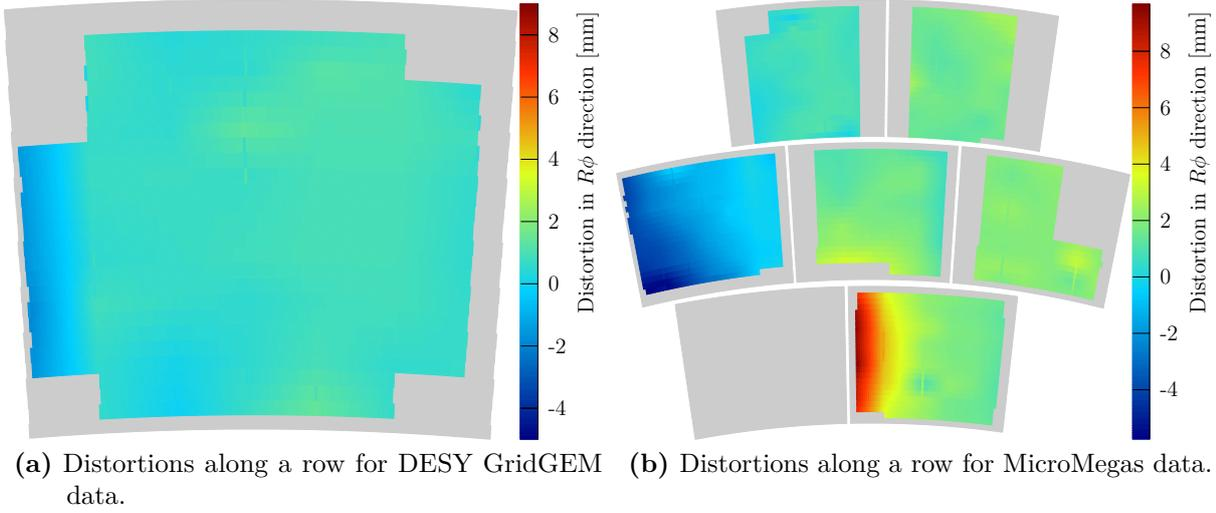 8
6
4
2
0
-2
-4
Distortion in Rϕ direction [mm]
8
6
4
2
0
-2
-4
Distortion in Rϕ direction [mm]
(a) Distortions along a row for DESY GridGEM
data.
(b) Distortions along a row for MicroMegas data.